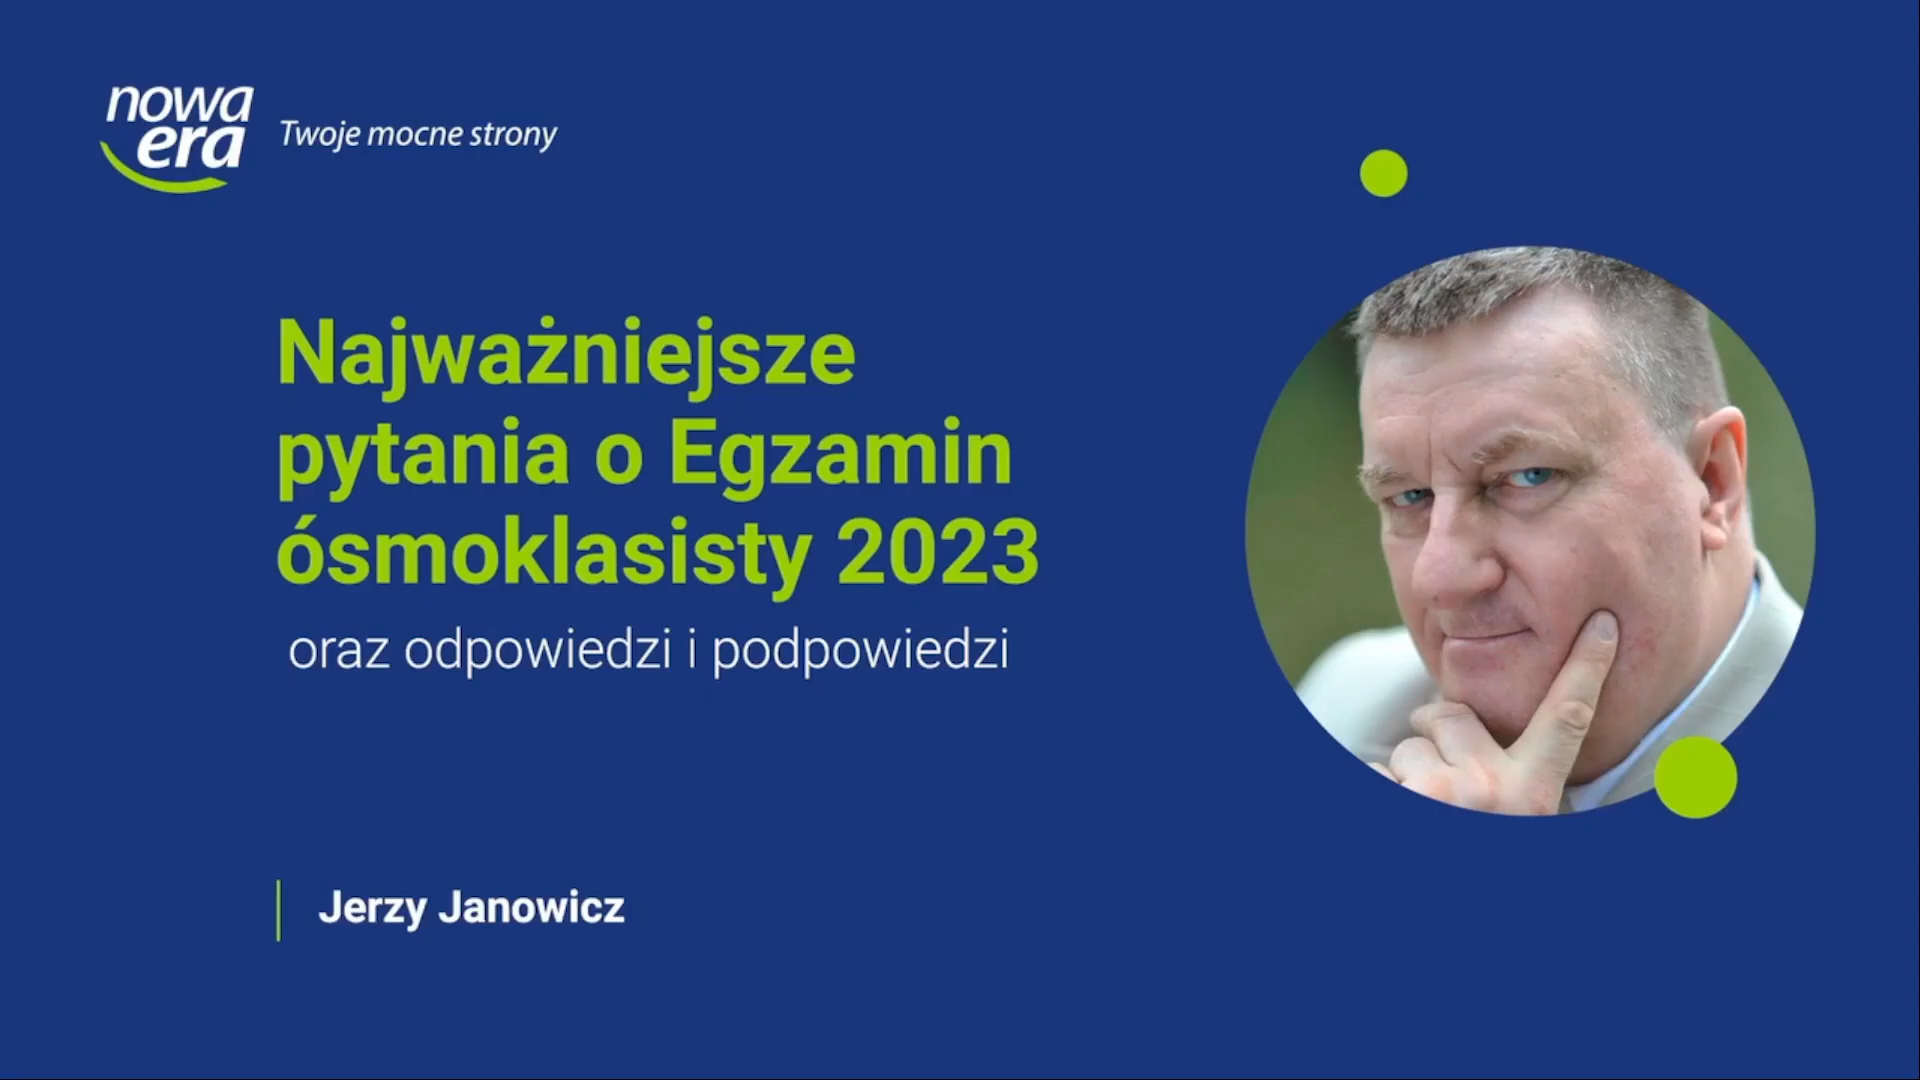 nowa
era
Twoje mocne strony
Najważniejsze
pytania o Egzamin
ósmoklasisty 2023
oraz odpowiedzi i podpowiedzi
Jerzy Janowicz